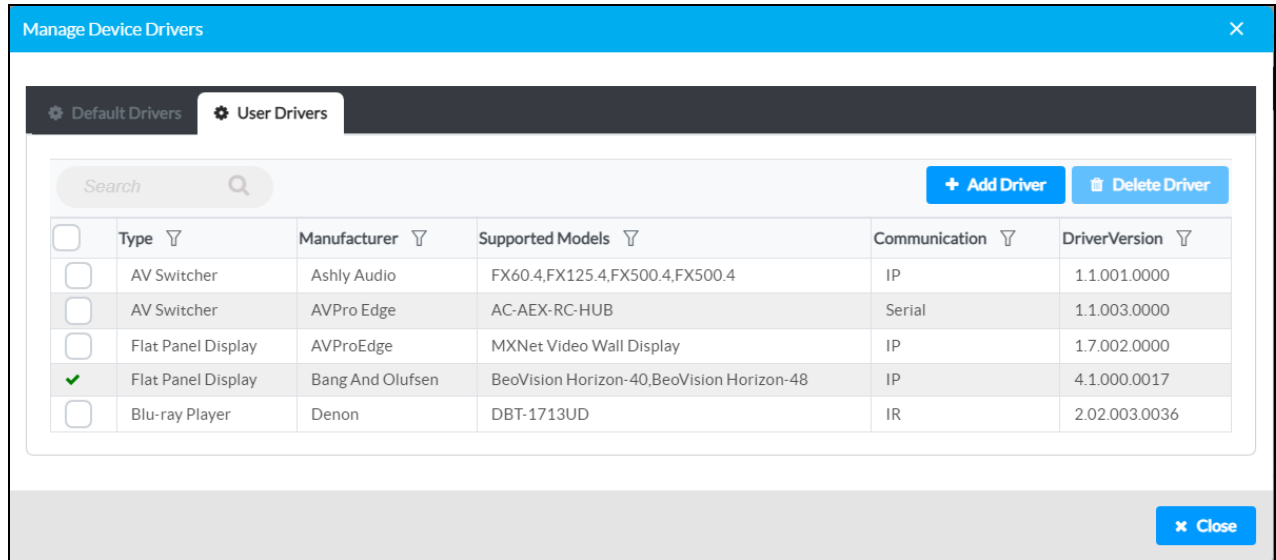 Manage Device Drivers
Default Drivers User Drivers
Search + Add Driver Delete Driver
Type Manufacturer Supported Models Communication DriverVersion
AV Switcher Ashly Audio FX60.4,FX125.4,FX500.4,FX500.4 IP 1.1.001.0000
AV Switcher AVPro Edge AC-AEX-RC-HUB Serial 1.1.003.0000
Flat Panel Display AVProEdge MXNet Video Wall Display IP 1.7.002.0000
Flat Panel Display Bang And Olufsen BeoVision Horizon-40,BeoVision Horizon-48 IP 4.1.000.0017
Blu-ray Player Denon DBT-1713UD IR 2.02.003.0036
Close